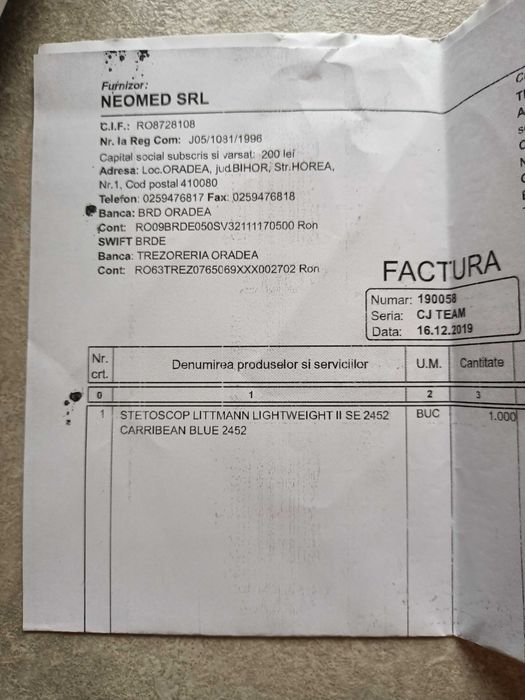 Furnizor:
NEOMED SRL
C.I.F.: RO8728108
Nr. la Reg Com: J05/1081/1996
Capital social subscris si varsat: 200 lei
Adresa: Loc.ORADEA, jud.BIHOR, Str.HOREA,
Nr.1, Cod postal 410080
Telefon: 0259476817 Fax: 0259476818
Banca: BRD ORADEA
Cont: RO09BRDE050SV32111170500 Ron
SWIFT BRDE
Banca: TREZORERIA ORADEA
Cont: RO63TREZ0765069XXX002702 Ron
FACTURA
Numar: 190058
Seria: CJ TEAM
Data: 16.12.2019
Nr. crt. Denumirea produselor si serviciilor U.M. Cantitate
0 1 2 3
1 STETOSCOP LITTMANN LIGHTWEIGHT II SE 2452 BUC 1.000
CARRIBEAN BLUE 2452